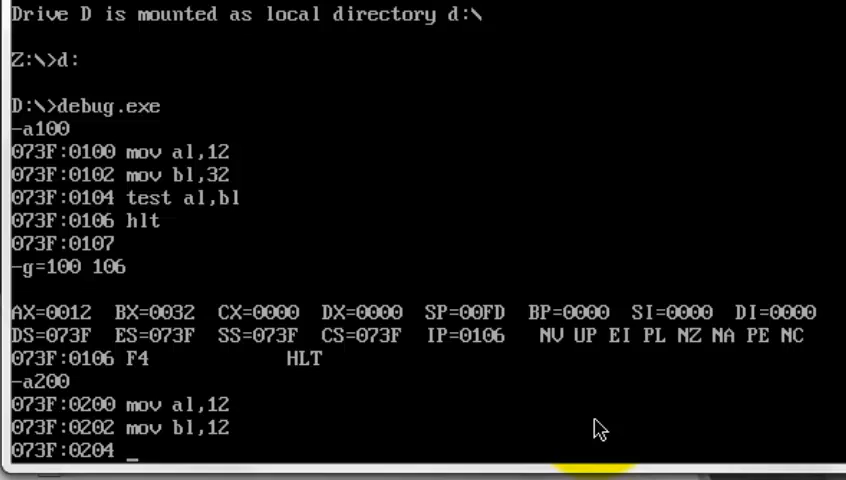 Drive D is mounted as local directory d:\
Z:\>d:
D:\>debug.exe
-a100
073F:0100 mov al,12
073F:0102 mov bl,32
073F:0104 test al,bl
073F:0106 hlt
073F:0107
-g=100 106
AX=0012 BX=0032 CX=0000 DX=0000 SP=00FD BP=0000 SI=0000 DI=0000
DS=073F ES=073F SS=073F CS=073F IP=0106 NV UP EI PL NZ NA PE NC
073F:0106 F4 HLT
-a200
073F:0200 mov al,12
073F:0202 mov bl,12
073F:0204 _